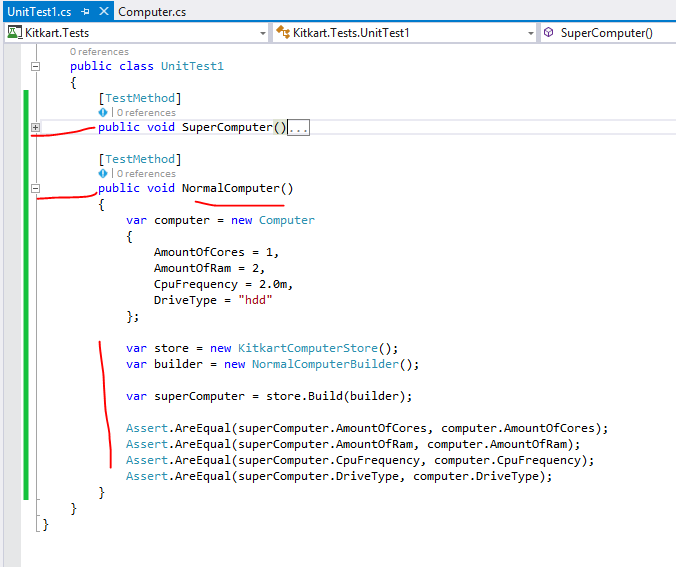 UnitTest1.cs Computer.cs
Kitkart.Tests Kitkart.Tests.UnitTest1 SuperComputer()
0 references
public class UnitTest1
{
[TestMethod]
| 0 references
public void SuperComputer()...
[TestMethod]
| 0 references
public void NormalComputer()
{
var computer = new Computer
{
AmountOfCores = 1,
AmountOfRam = 2,
CpuFrequency = 2.0m,
DriveType = "hdd"
};
var store = new KitkartComputerStore();
var builder = new NormalComputerBuilder();
var superComputer = store.Build(builder);
Assert.AreEqual(superComputer.AmountOfCores, computer.AmountOfCores);
Assert.AreEqual(superComputer.AmountOfRam, computer.AmountOfRam);
Assert.AreEqual(superComputer.CpuFrequency, computer.CpuFrequency);
Assert.AreEqual(superComputer.DriveType, computer.DriveType);
}
}
}